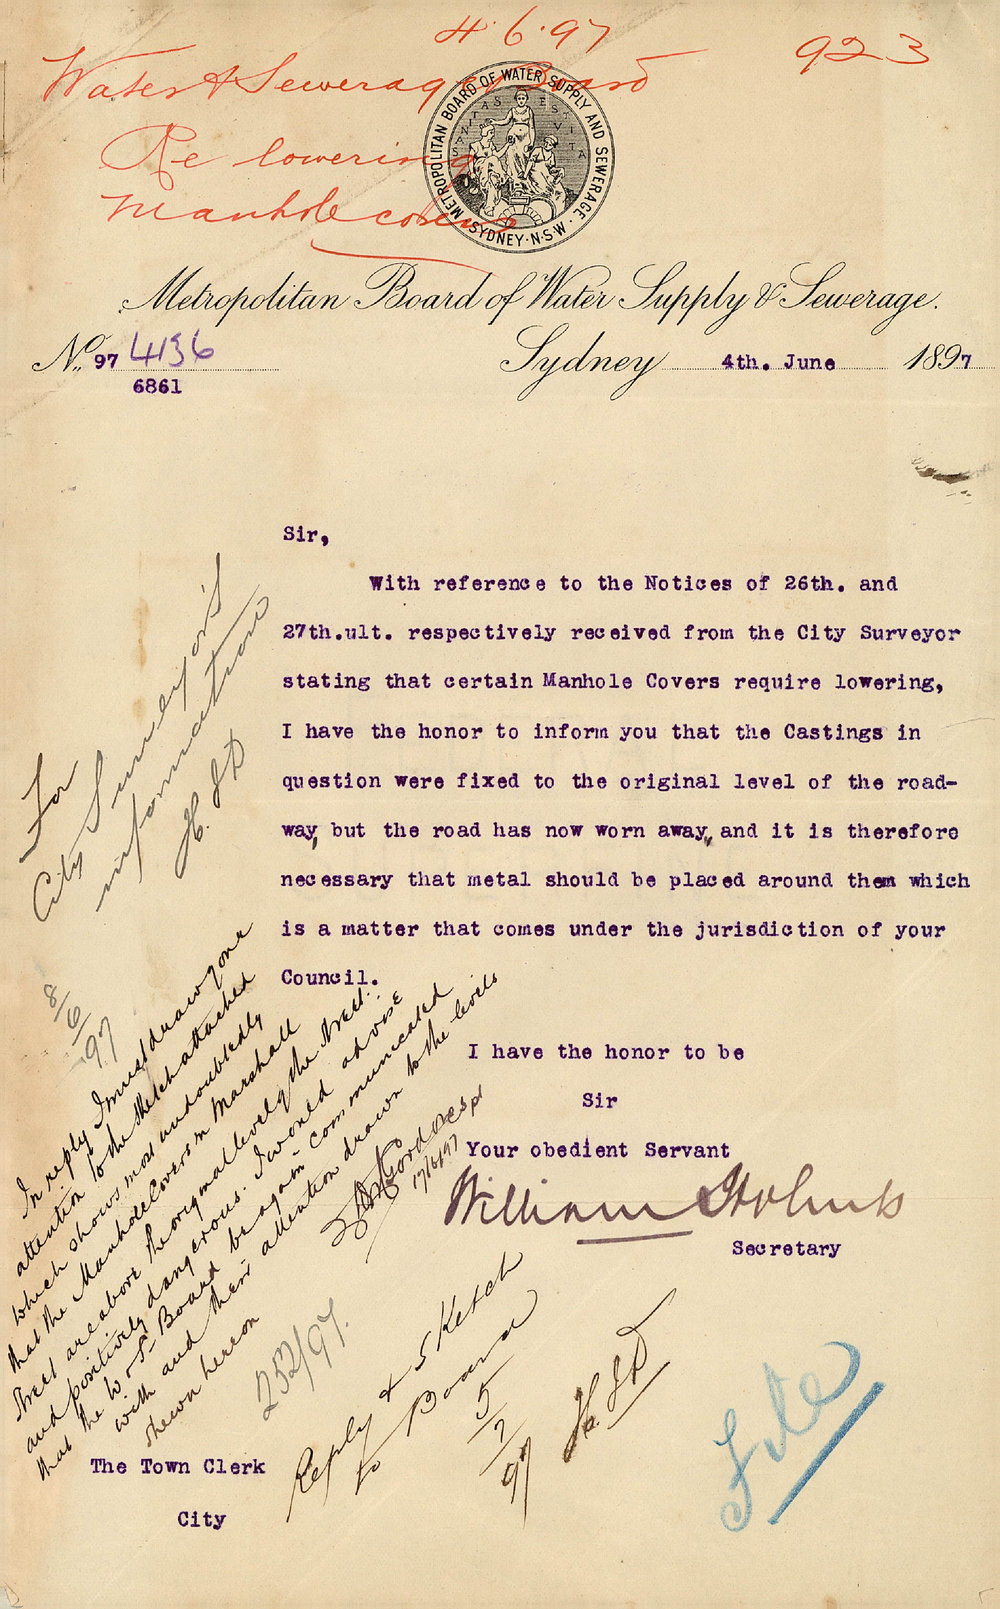 4.6.97
923
Water & Sewerage Board
Re lowering
Manhole covers
METROPOLITAN BOARD OF WATER SUPPLY AND SEWERAGE.
SYDNEY·N·S·W·
SANITAS EST VITA
Metropolitan Board of Water Supply & Sewerage.
No. 97 4136
6861
Sydney 4th. June 1897
Sir,
With reference to the Notices of 26th. and
27th.ult. respectively received from the City Surveyor
stating that certain Manhole Covers require lowering,
I have the honor to inform you that the Castings in
question were fixed to the original level of the road-
way, but the road has now worn away, and it is therefore
necessary that metal should be placed around them which
is a matter that comes under the jurisdiction of your
Council.
I have the honor to be
Sir
Your obedient Servant
William Holmes
Secretary
The Town Clerk
City
For
City Surveyor's
information
H. J. D
8/6/97
In reply I must draw your
attention to the sketch attached
which shows most undoubtedly
that the Manhole Covers in Marshall
Street are above the original level of the street
and positively dangerous. I would advise
that the W & S Board be again communicated
with and their attention drawn to the levels
shewn hereon
17/6/97
252/97.
Reply & Sketch
to Board
5/7/97
H. J. D
File